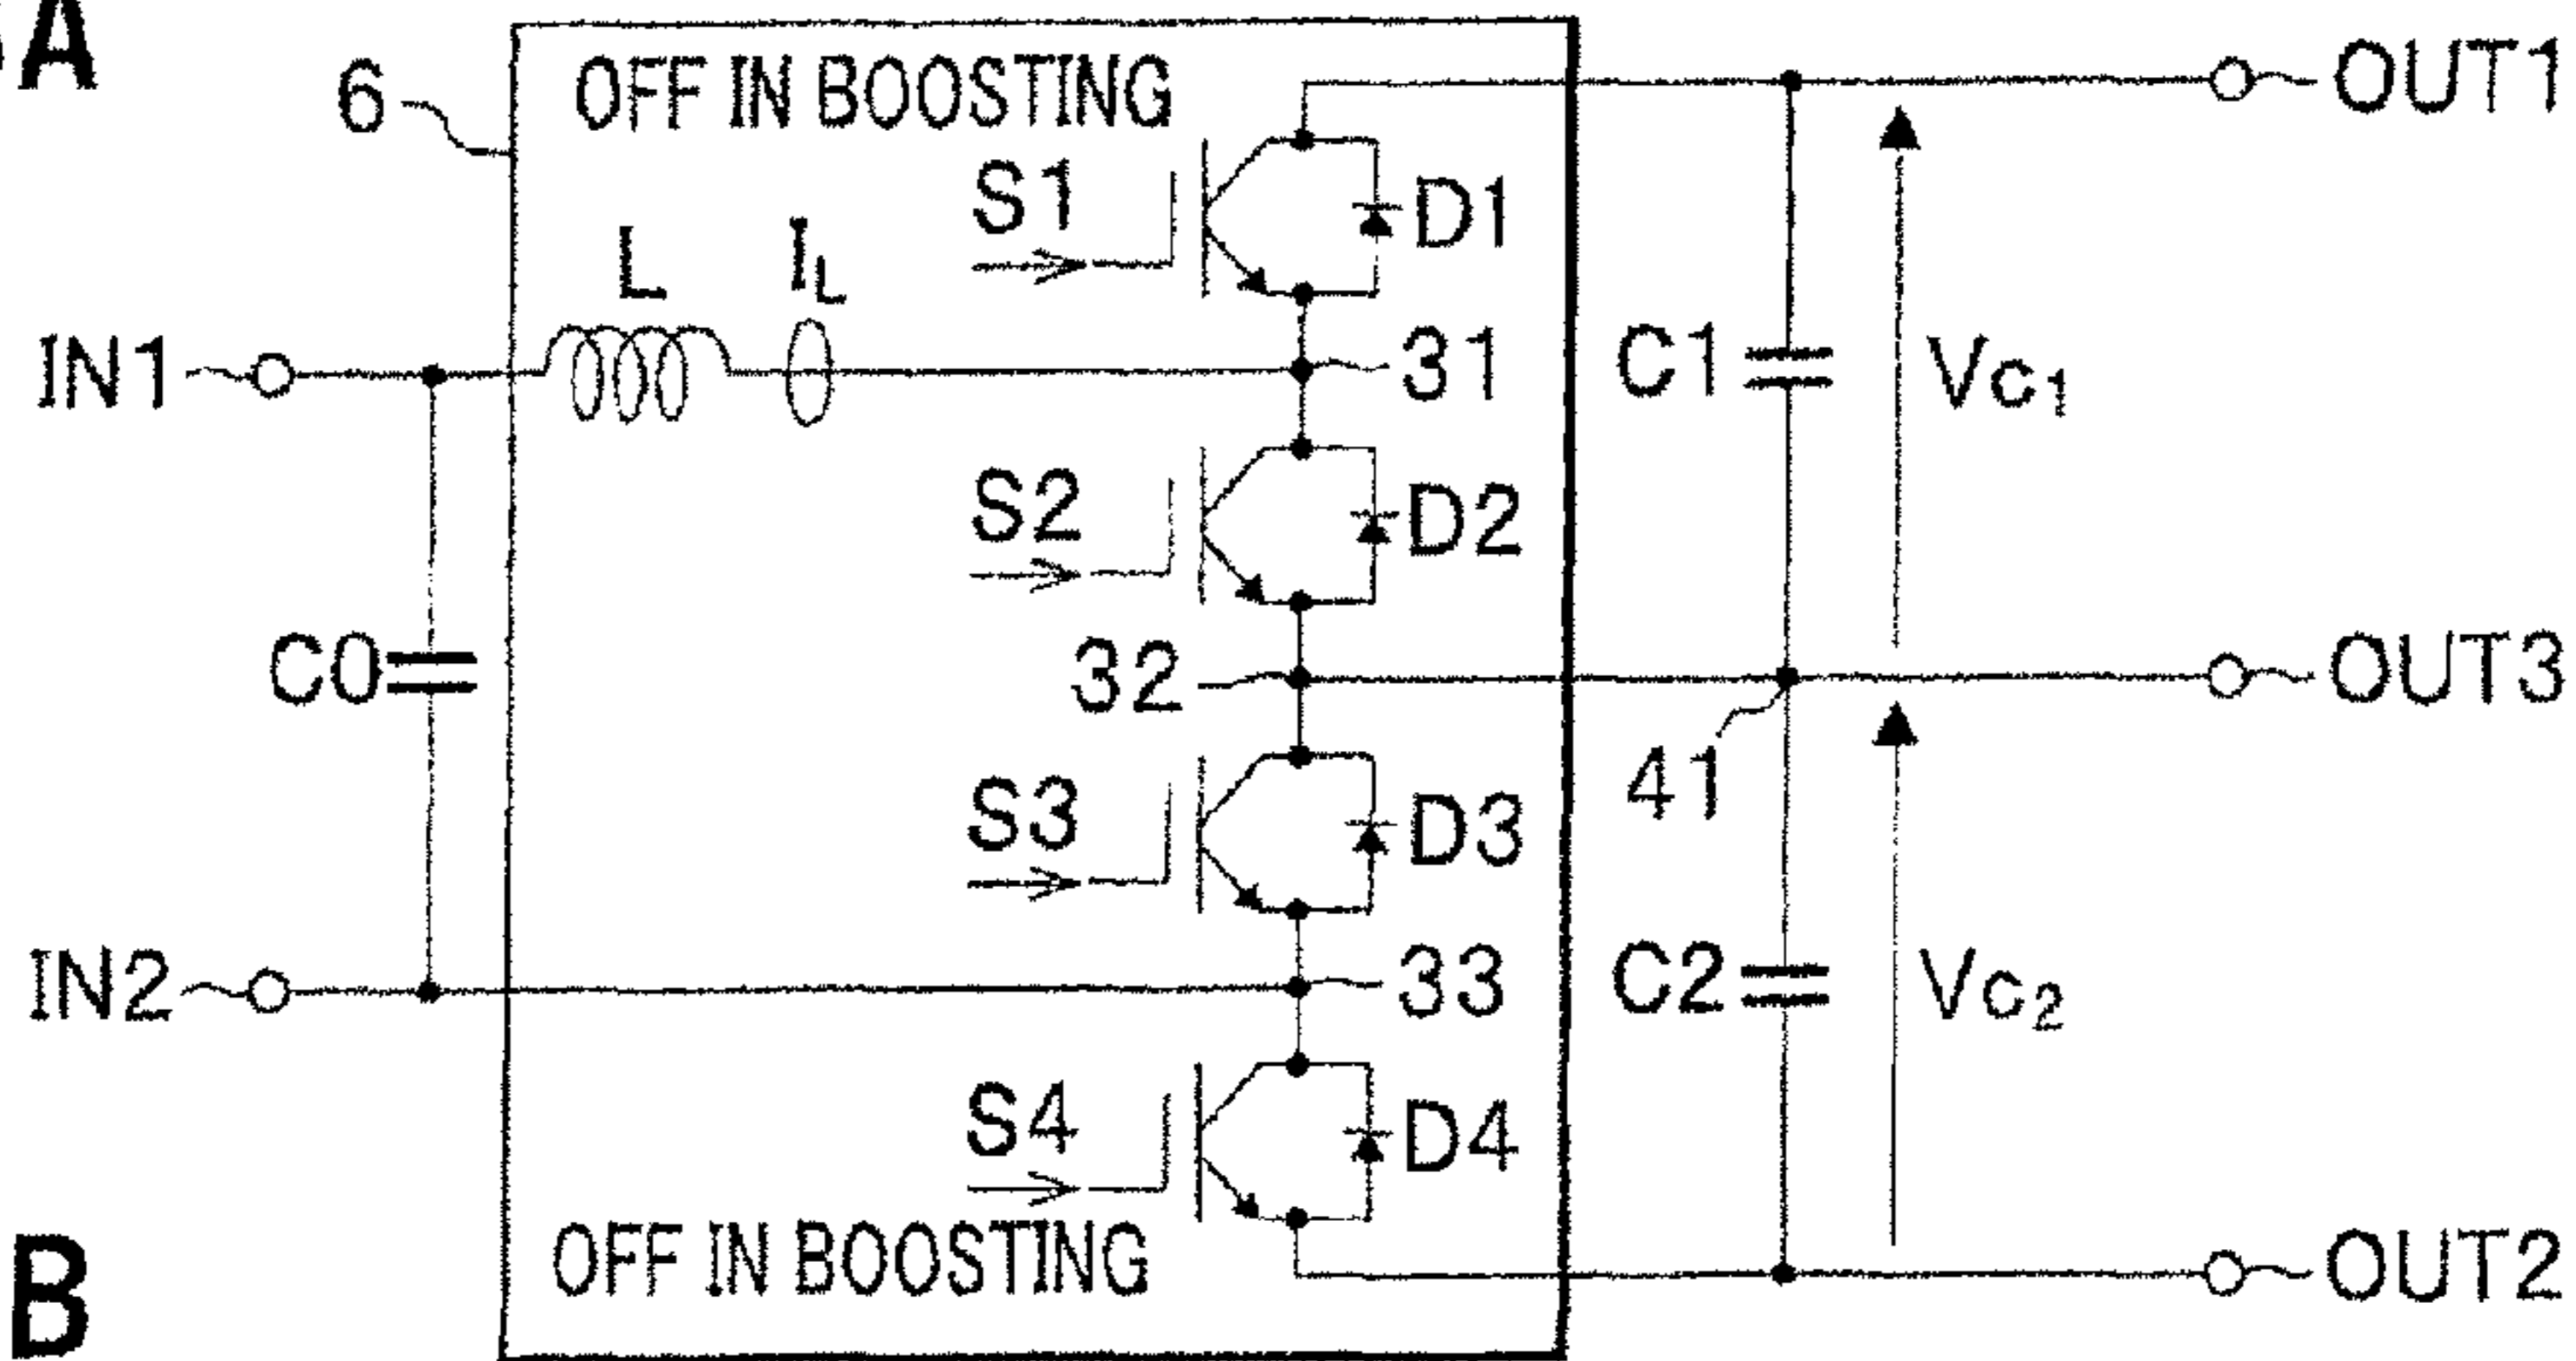 A
6
OFF IN BOOSTING
OUT1
S1
D1
L
IL
IN1
31
C1
Vc1
S2
D2
C0
32
OUT3
41
S3
D3
IN2
33
C2
Vc2
S4
D4
OFF IN BOOSTING
OUT2
B